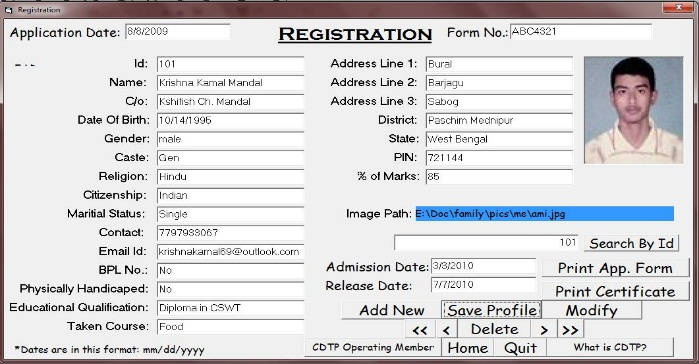 Registration
Application Date: 8/8/2009
REGISTRATION
Form No.: ABC4321
Id: 101
Name: Krishna Kamal Mandal
C/o: Kshitish Ch. Mandal
Date Of Birth: 10/14/1995
Gender: male
Caste: Gen
Religion: Hindu
Citizenship: Indian
Maritial Status: Single
Contact: 7797933067
Email Id: krishnakamal69@outlook.com
BPL No.: No
Physically Handicaped: No
Educational Qualification: Diploma in CSWT
Taken Course: Food
*Dates are in this format: mm/dd/yyyy
Address Line 1: Bural
Address Line 2: Barjagu
Address Line 3: Sabog
District: Paschim Mednipur
State: West Bengal
PIN: 721144
% of Marks: 85
Image Path: E:\Doc\family\pics\me\ami.jpg
101 Search By Id
Admission Date: 3/3/2010
Release Date: 7/7/2010
Print App. Form
Print Certificate
Add New Save Profile Modify
<< < Delete > >>
CDTP Operating Member Home Quit What is CDTP?